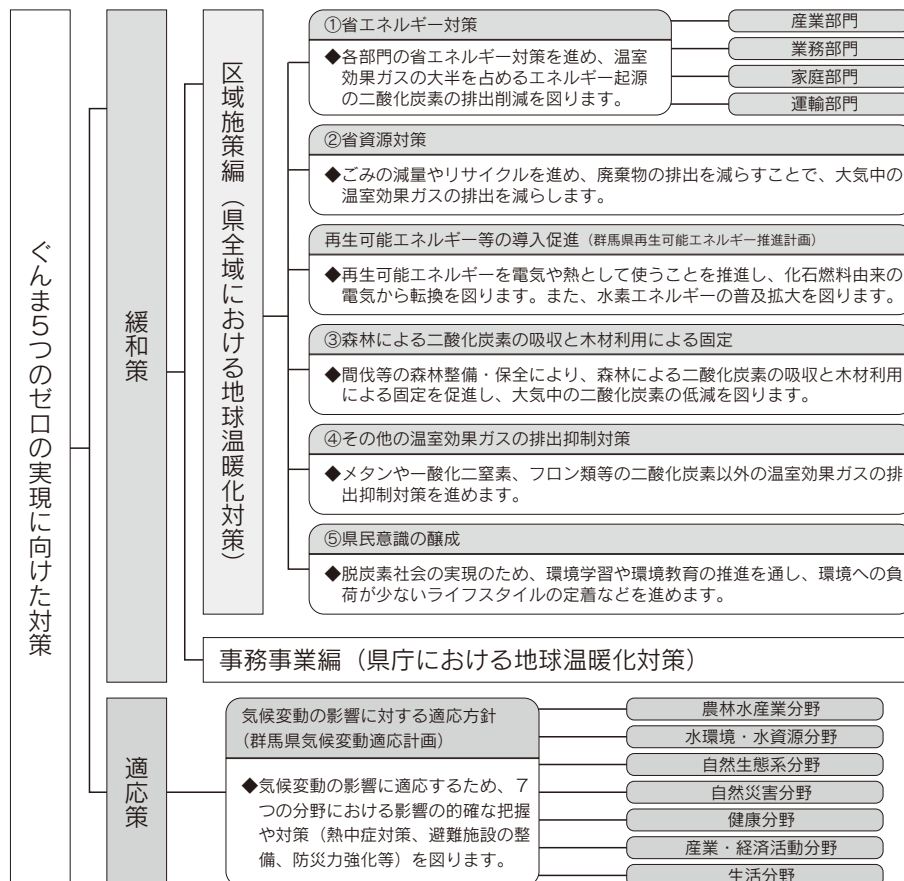 ぐんま5つのゼロの実現に向けた対策
緩和策
区域施策編（県全域における地球温暖化対策）
①省エネルギー対策
◆各部門の省エネルギー対策を進め、温室
効果ガスの大半を占めるエネルギー起源
の二酸化炭素の排出削減を図ります。
産業部門
業務部門
家庭部門
運輸部門
②省資源対策
◆ごみの減量やリサイクルを進め、廃棄物の排出を減らすことで、大気中の
温室効果ガスの排出を減らします。
再生可能エネルギー等の導入促進（群馬県再生可能エネルギー推進計画）
◆再生可能エネルギーを電気や熱として使うことを推進し、化石燃料由来の
電気から転換を図ります。また、水素エネルギーの普及拡大を図ります。
③森林による二酸化炭素の吸収と木材利用による固定
◆間伐等の森林整備・保全により、森林による二酸化炭素の吸収と木材利用
による固定を促進し、大気中の二酸化炭素の低減を図ります。
④その他の温室効果ガスの排出抑制対策
◆メタンや一酸化二窒素、フロン類等の二酸化炭素以外の温室効果ガスの排
出抑制対策を進めます。
⑤県民意識の醸成
◆脱炭素社会の実現のため、環境学習や環境教育の推進を通し、環境への負
荷が少ないライフスタイルの定着などを進めます。
事務事業編（県庁における地球温暖化対策）
適応策
気候変動の影響に対する適応方針
（群馬県気候変動適応計画）
◆気候変動の影響に適応するため、7
つの分野における影響の的確な把握
や対策（熱中症対策、避難施設の整
備、防災力強化等）を図ります。
農林水産業分野
水環境・水資源分野
自然生態系分野
自然災害分野
健康分野
産業・経済活動分野
生活分野